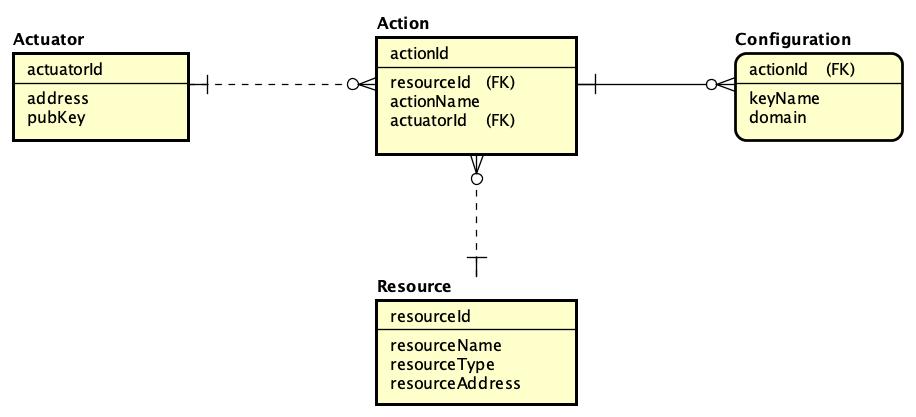 Actuator
actuatorId
address
pubKey
Action
actionId
resourceId (FK)
actionName
actuatorId (FK)
Configuration
actionId (FK)
keyName
domain
Resource
resourceId
resourceName
resourceType
resourceAddress